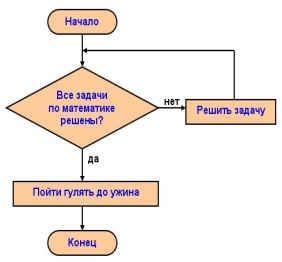 Начало
Все задачи
по математике
решены?
нет
Решить задачу
да
Пойти гулять до ужина
Конец